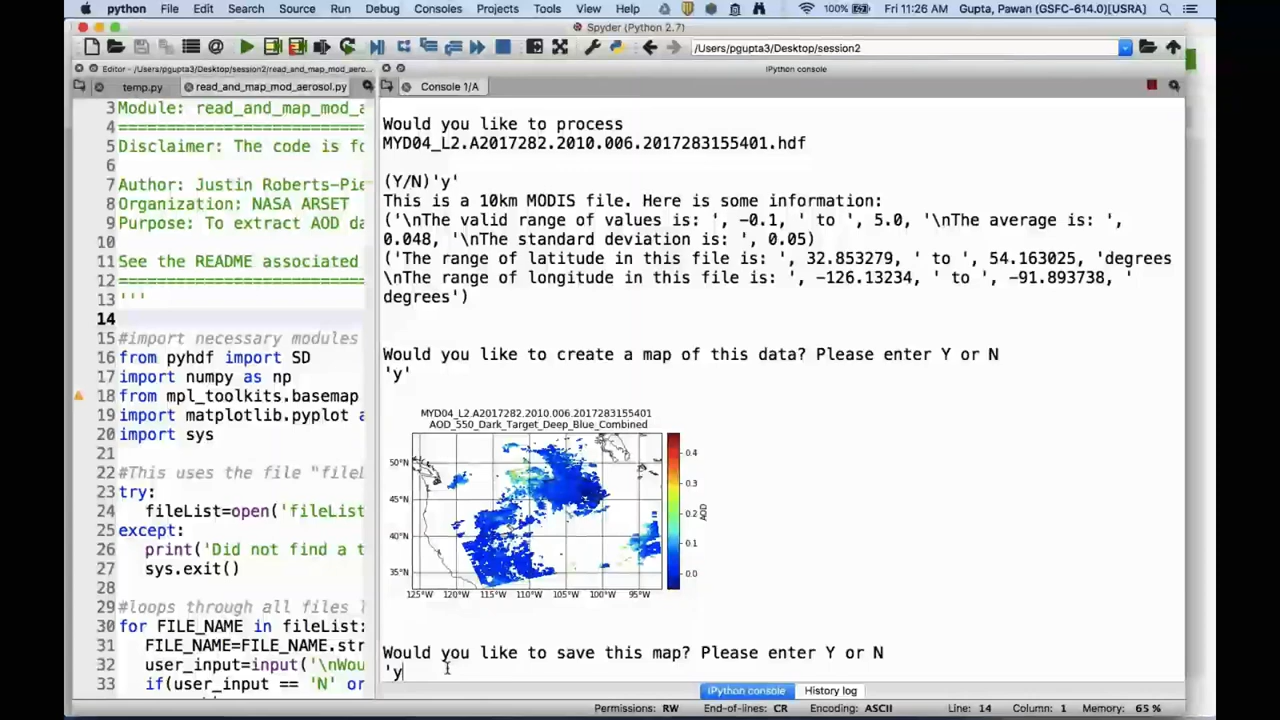 python File Edit Search Source Run Debug Consoles Projects Tools View Help 100% Fri 11:26 AM Gupta, Pawan (GSFC-614.0)[USRA]
Spyder (Python 2.7)
/Users/pgupta3/Desktop/session2
Editor - /Users/pgupta3/Desktop/session2/read_and_map_mod_aero...
IPython console
temp.py
read_and_map_mod_aerosol.py
Console 1/A
3 Module: read_and_map_mod_a
4 ==========================
5 Disclaimer: The code is fo
6
7 Author: Justin Roberts-Pie
8 Organization: NASA ARSET
9 Purpose: To extract AOD da
10
11 See the README associated
12 ==========================
13 '''
14
15 #import necessary modules
16 from pyhdf import SD
17 import numpy as np
18 from mpl_toolkits.basemap
19 import matplotlib.pyplot a
20 import sys
21
22 #This uses the file "fileL
23 try:
24 fileList=open('fileList
25 except:
26 print('Did not find a t
27 sys.exit()
28
29 #loops through all files l
30 for FILE_NAME in fileList:
31 FILE_NAME=FILE_NAME.str
32 user_input=input('\nWou
33 if(user_input == 'N' or
Would you like to process
MYD04_L2.A2017282.2010.006.2017283155401.hdf
(Y/N)'y'
This is a 10km MODIS file. Here is some information:
('\nThe valid range of values is: ', -0.1, ' to ', 5.0, '\nThe average is: ',
0.048, '\nThe standard deviation is: ', 0.05)
('The range of latitude in this file is: ', 32.853279, ' to ', 54.163025, 'degrees
\nThe range of longitude in this file is: ', -126.13234, ' to ', -91.893738, '
degrees')
Would you like to create a map of this data? Please enter Y or N
'y'
MYD04_L2.A2017282.2010.006.2017283155401
AOD_550_Dark_Target_Deep_Blue_Combined
50°N
45°N
40°N
35°N
125°W 120°W 115°W 110°W 105°W 100°W 95°W
0.4
0.3
0.2
0.1
0.0
AOD
Would you like to save this map? Please enter Y or N
'y
IPython console
History log
Permissions: RW End-of-lines: CR Encoding: ASCII Line: 14 Column: 1 Memory: 65 %